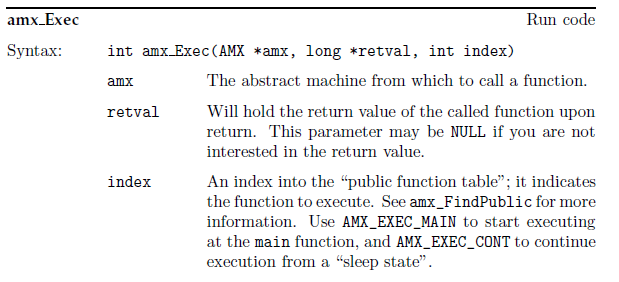 amx_Exec Run code
Syntax: int amx_Exec(AMX *amx, long *retval, int index)
amx The abstract machine from which to call a function.
retval Will hold the return value of the called function upon
return. This parameter may be NULL if you are not
interested in the return value.
index An index into the “public function table”; it indicates
the function to execute. See amx_FindPublic for more
information. Use AMX_EXEC_MAIN to start executing
at the main function, and AMX_EXEC_CONT to continue
execution from a “sleep state”.